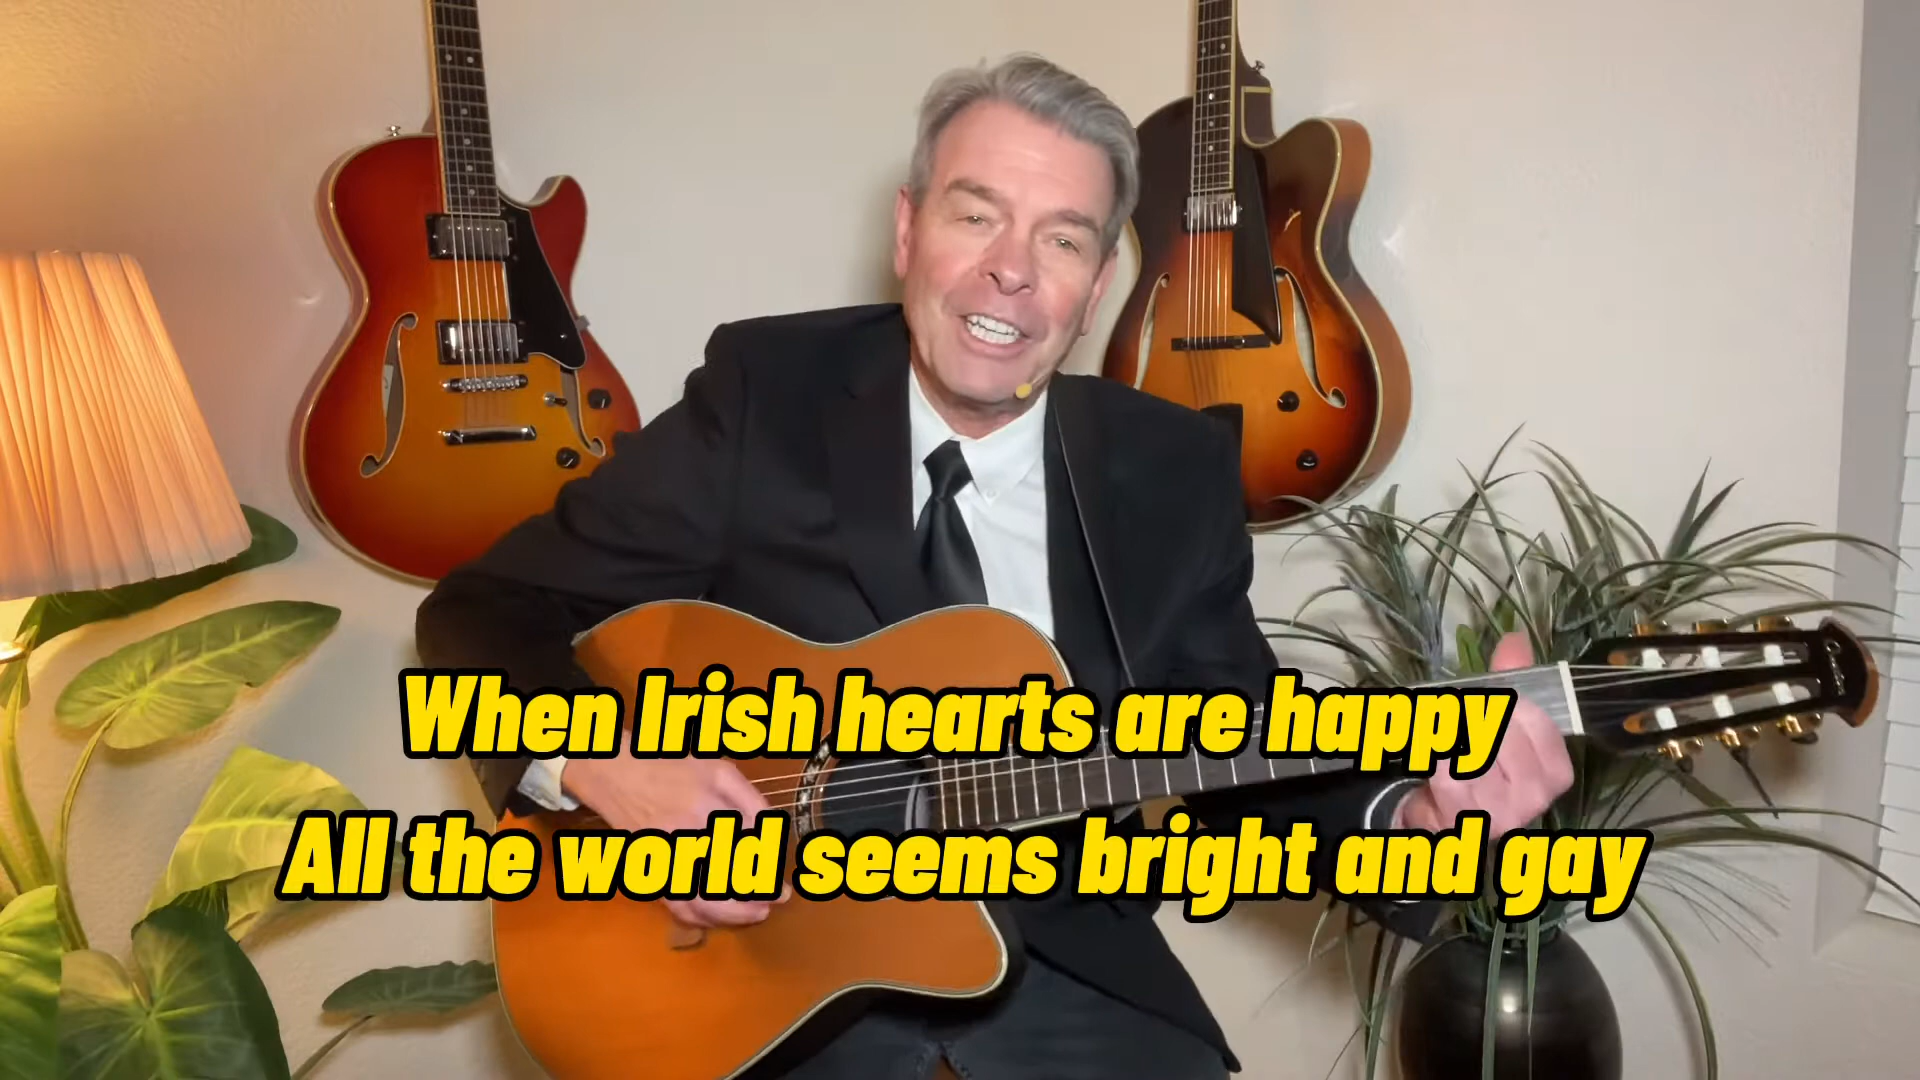 When Irish hearts are happy
All the world seems bright and gay